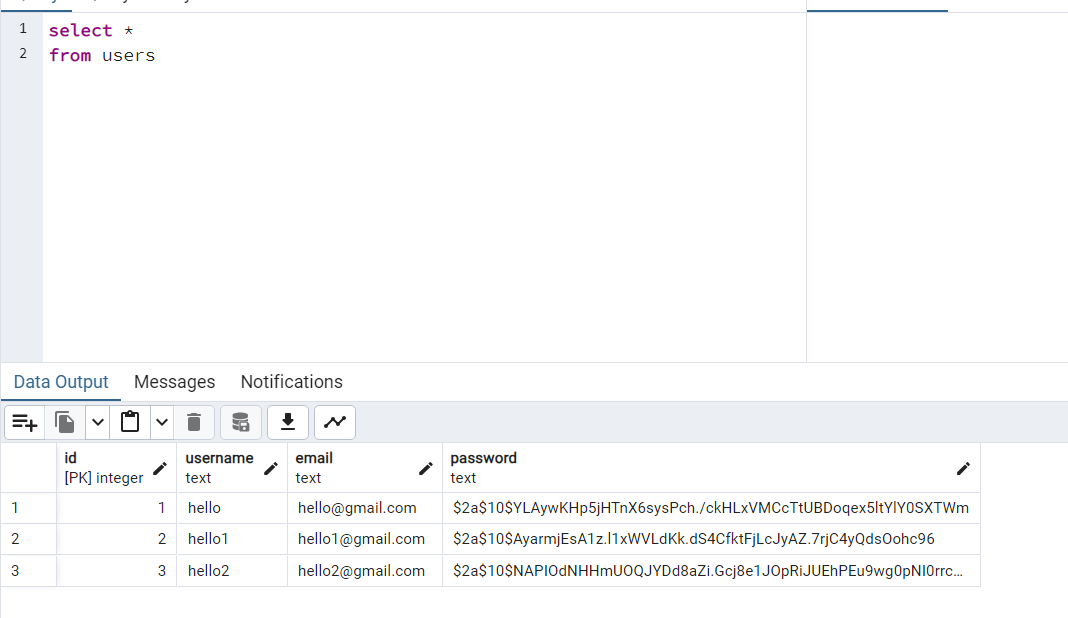 1 select *
2 from users
Data Output Messages Notifications
id username email password
[PK] integer text text text
1 1 hello hello@gmail.com $2a$10$YLAywKHp5jHTnX6sysPch./ckHLxVMCcTtUBDoqex5ltYlY0SXTWm
2 2 hello1 hello1@gmail.com $2a$10$AyarmjEsA1z.l1xWVLdKk.dS4CfktFjLcJyAZ.7rjC4yQdsOohc96
3 3 hello2 hello2@gmail.com $2a$10$NAPIOdNHHmUOQJYDd8aZi.Gcj8e1JOpRiJUEhPEu9wg0pNI0rrc…